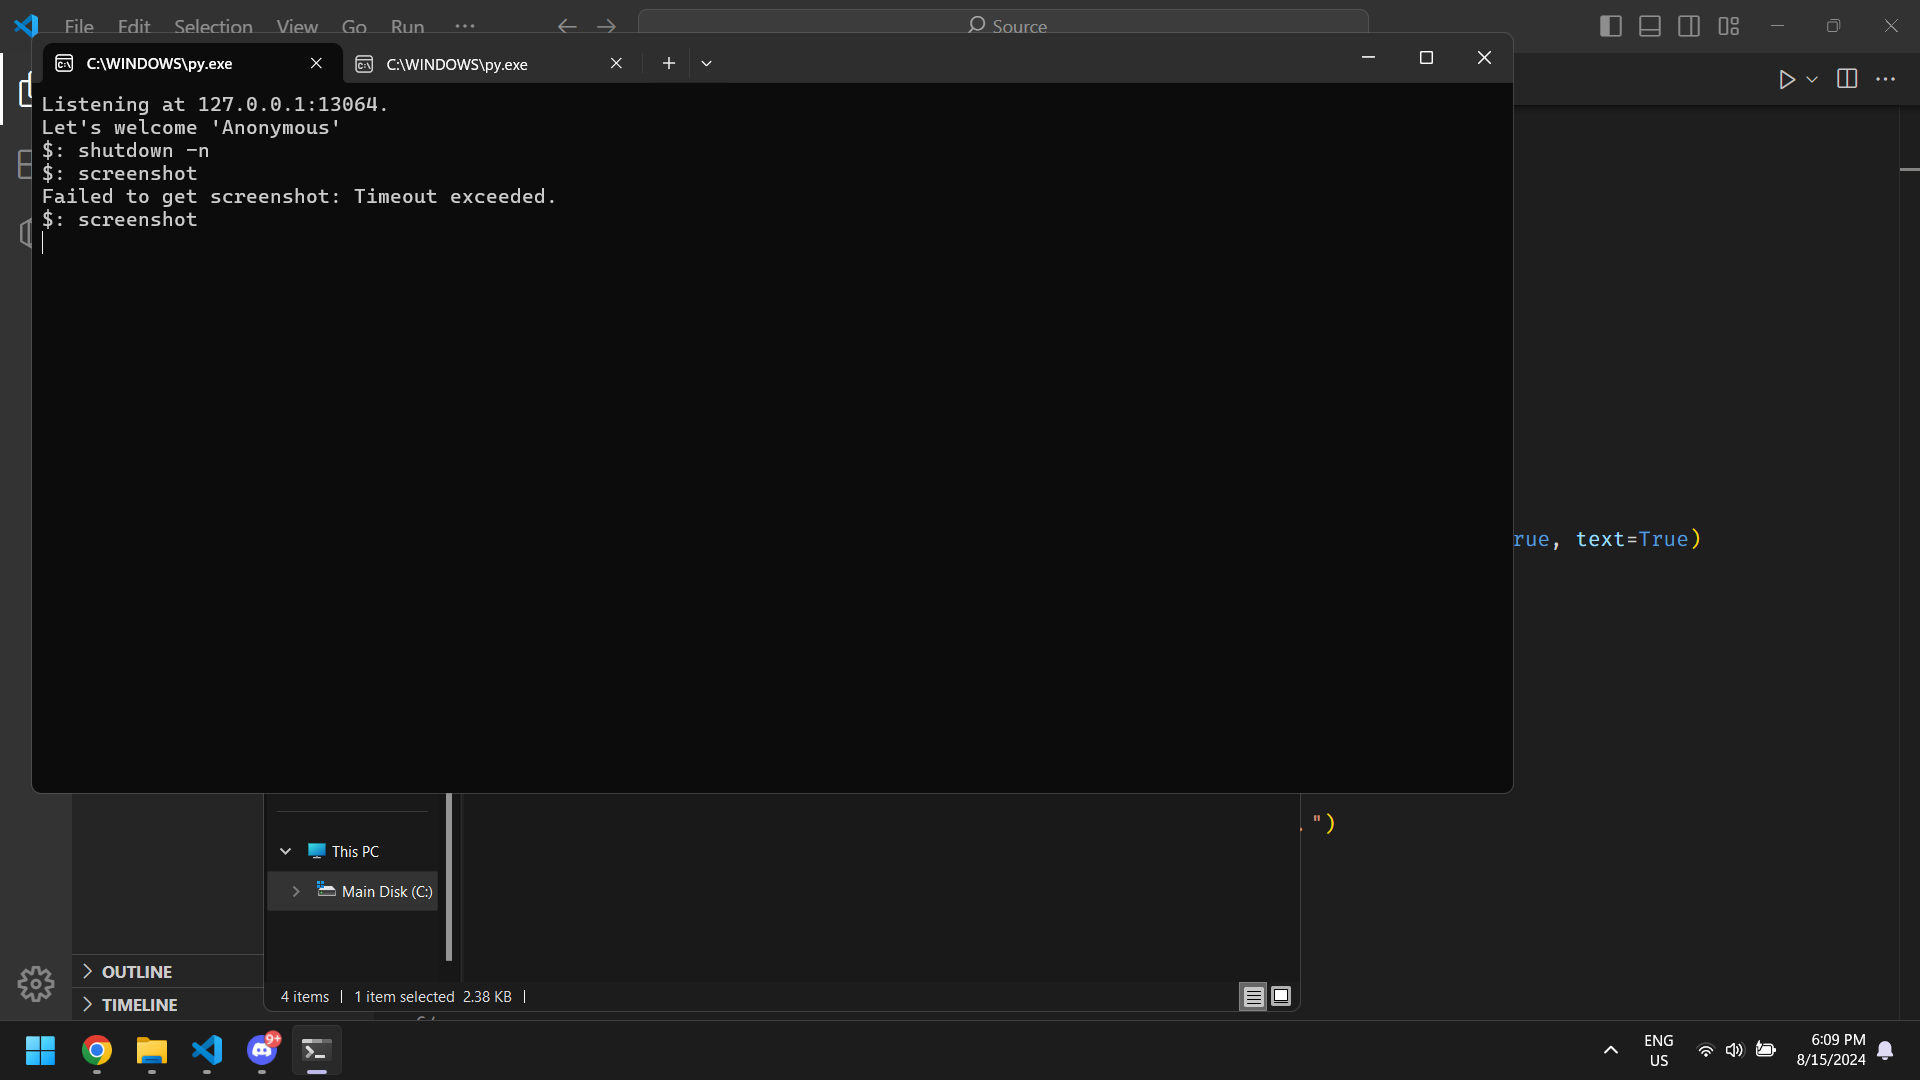 File Edit Selection View Go Run ···
Source
C:\WINDOWS\py.exe
C:\WINDOWS\py.exe
Listening at 127.0.0.1:13064.
Let's welcome 'Anonymous'
$: shutdown -n
$: screenshot
Failed to get screenshot: Timeout exceeded.
$: screenshot
rue, text=True)
.")
This PC
Main Disk (C:)
OUTLINE
TIMELINE
4 items | 1 item selected 2.38 KB |
9+
ENG
US
6:09 PM
8/15/2024